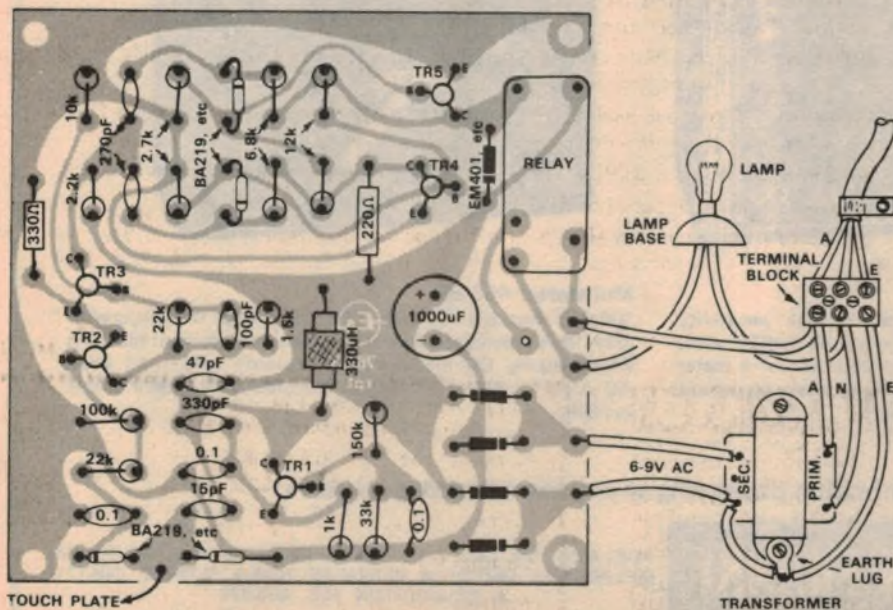 TR5
E
B
C
10k
270pF
2.7k
BA219, etc
6.8k
12k
EM401, etc
RELAY
LAMP
LAMP BASE
A
E
TERMINAL BLOCK
C
TR4
B
E
2.2k
330Ω
220Ω
C
TR3
B
E
TR2
E
B
C
22k
100pF
1.5k
330uH
+
1000uF
−
47pF
330pF
100k
22k
0.1
15pF
0.1
BA219, etc
C
TR1
B
E
150k
1k
33k
0.1
6-9V AC
A
N
E
SEC.
PRIM.
EARTH LUG
TOUCH PLATE
TRANSFORMER